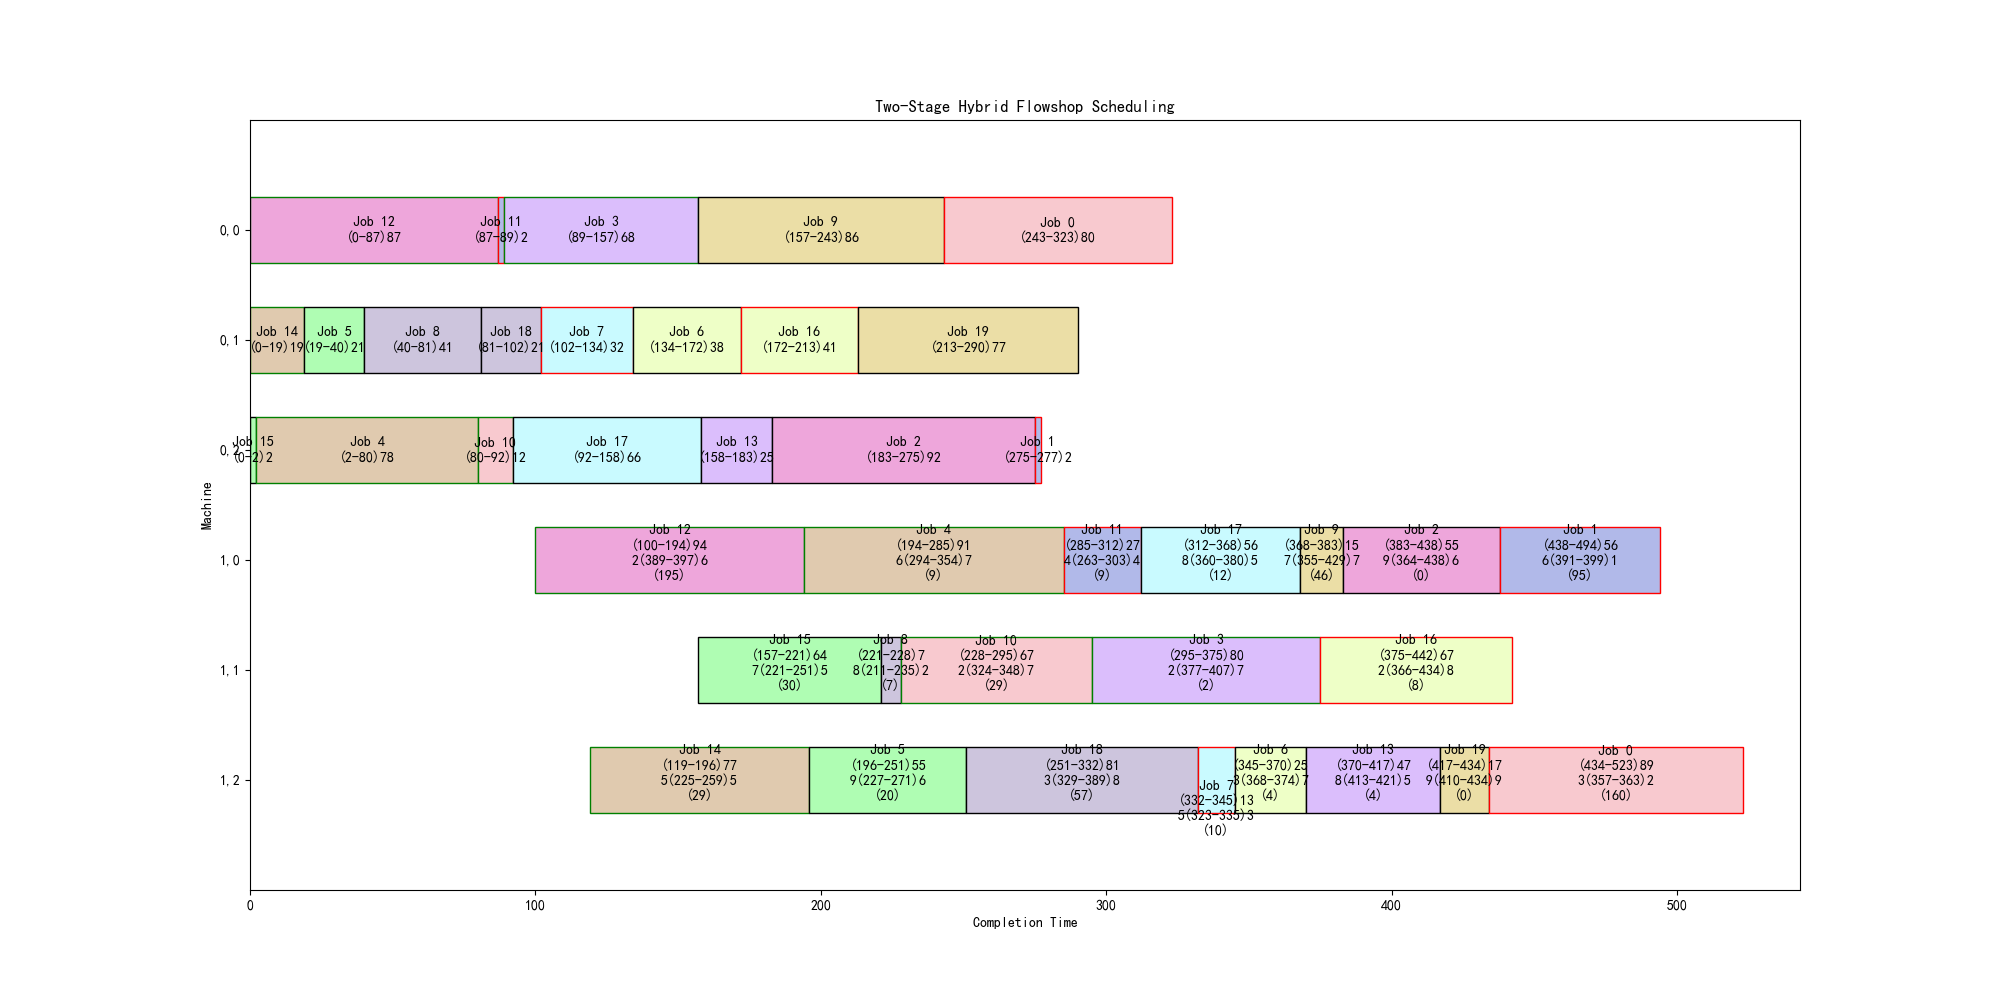 Two-Stage Hybrid Flowshop Scheduling
Machine
0,0
Job 12
(0-87)87
Job 11
(87-89)2
Job 3
(89-157)68
Job 9
(157-243)86
Job 0
(243-323)80
0,1
Job 14
(0-19)19
Job 5
(19-40)21
Job 8
(40-81)41
Job 18
(81-102)21
Job 7
(102-134)32
Job 6
(134-172)38
Job 16
(172-213)41
Job 19
(213-290)77
0,2
Job 15
(0-2)2
Job 4
(2-80)78
Job 10
(80-92)12
Job 17
(92-158)66
Job 13
(158-183)25
Job 2
(183-275)92
Job 1
(275-277)2
1,0
Job 12
(100-194)94
2(389-397)6
(195)
Job 4
(194-285)91
6(294-354)7
(9)
Job 11
(285-312)27
4(263-303)4
(9)
Job 17
(312-368)56
8(360-380)5
(12)
Job 9
(368-383)15
7(355-429)7
(46)
Job 2
(383-438)55
9(364-438)6
(0)
Job 1
(438-494)56
6(391-399)1
(95)
1,1
Job 15
(157-221)64
7(221-251)5
(30)
Job 8
(221-228)7
8(211-235)2
(7)
Job 10
(228-295)67
2(324-348)7
(29)
Job 3
(295-375)80
2(377-407)7
(2)
Job 16
(375-442)67
2(366-434)8
(8)
1,2
Job 14
(119-196)77
5(225-259)5
(29)
Job 5
(196-251)55
9(227-271)6
(20)
Job 18
(251-332)81
3(329-389)8
(57)
Job 7
(332-345)13
5(323-335)3
(10)
Job 6
(345-370)25
3(368-374)7
(4)
Job 13
(370-417)47
8(413-421)5
(4)
Job 19
(417-434)17
9(410-434)9
(0)
Job 0
(434-523)89
3(357-363)2
(160)
0
100
200
300
400
500
Completion Time